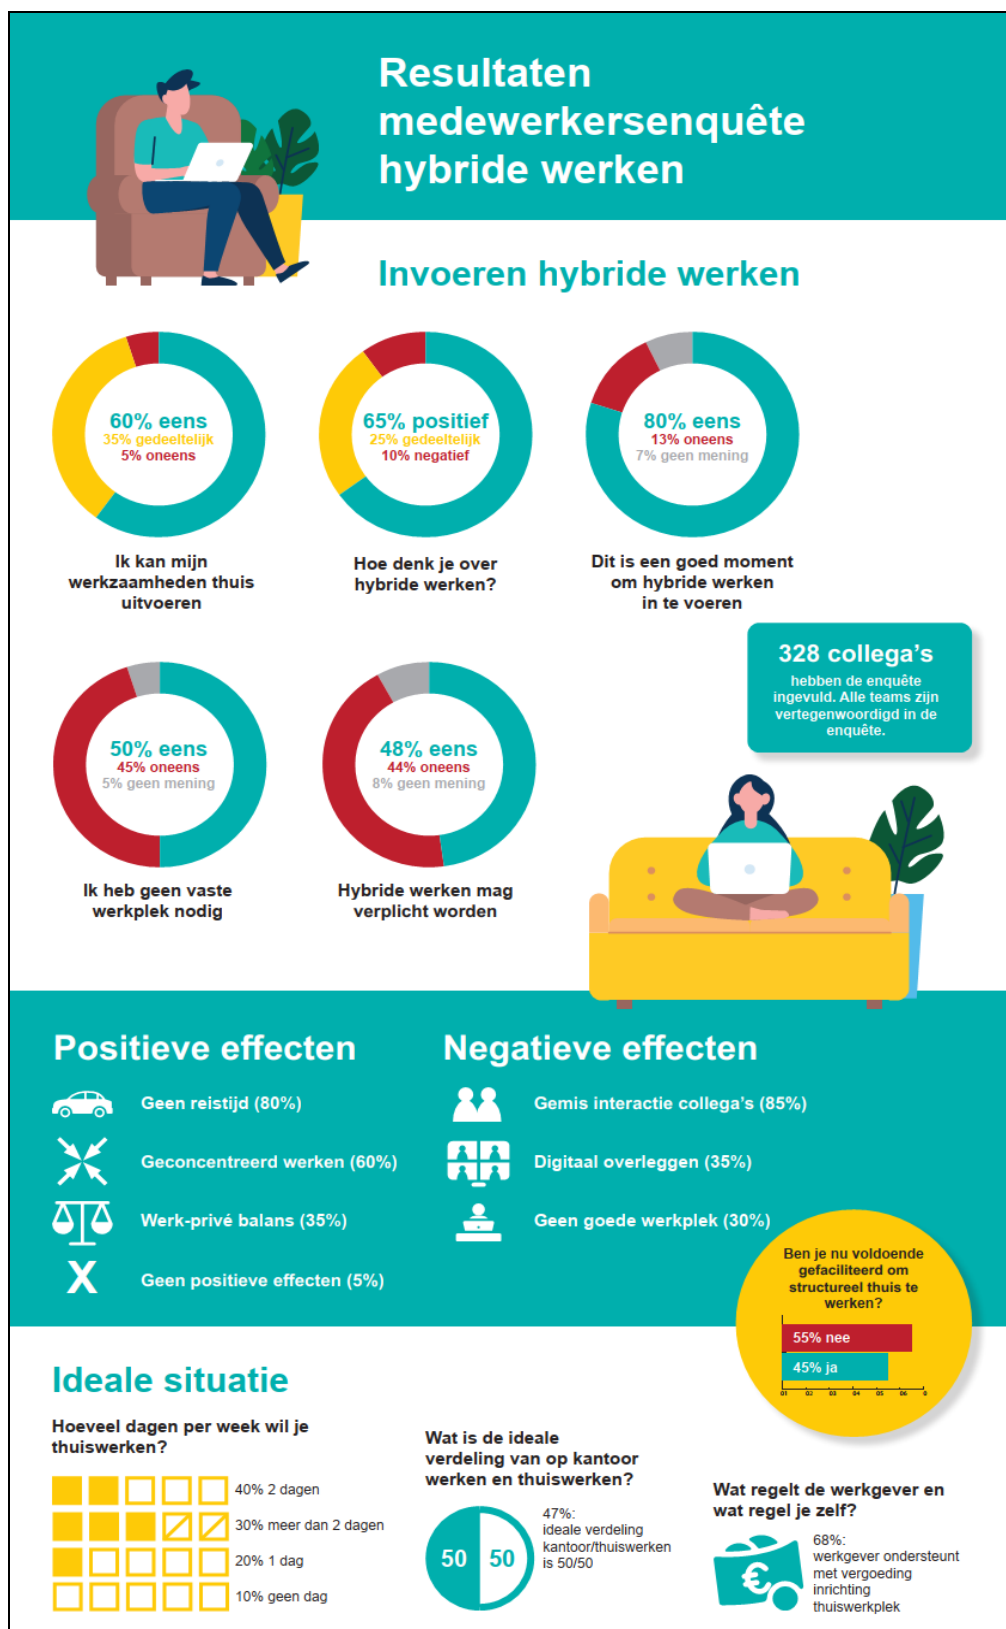 Resultaten
medewerkersenquête
hybride werken
Invoeren hybride werken
60% eens
35% gedeeltelijk
5% oneens
Ik kan mijn
werkzaamheden thuis
uitvoeren
65% positief
25% gedeeltelijk
10% negatief
Hoe denk je over
hybride werken?
80% eens
13% oneens
7% geen mening
Dit is een goed moment
om hybride werken
in te voeren
328 collega's
hebben de enquête
ingevuld. Alle teams zijn
vertegenwoordigd in de
enquête.
50% eens
45% oneens
5% geen mening
Ik heb geen vaste
werkplek nodig
48% eens
44% oneens
8% geen mening
Hybride werken mag
verplicht worden
Positieve effecten
Geen reistijd (80%)
Geconcentreerd werken (60%)
Werk-privé balans (35%)
X
Geen positieve effecten (5%)
Negatieve effecten
Gemis interactie collega's (85%)
Digitaal overleggen (35%)
Geen goede werkplek (30%)
Ben je nu voldoende
gefaciliteerd om
structureel thuis te
werken?
55% nee
45% ja
01 02 03 04 05 06 0
Ideale situatie
Hoeveel dagen per week wil je
thuiswerken?
40% 2 dagen
30% meer dan 2 dagen
20% 1 dag
10% geen dag
Wat is de ideale
verdeling van op kantoor
werken en thuiswerken?
50 50
47%:
ideale verdeling
kantoor/thuiswerken
is 50/50
Wat regelt de werkgever en
wat regel je zelf?
€
68%:
werkgever ondersteunt
met vergoeding
inrichting
thuiswerkplek